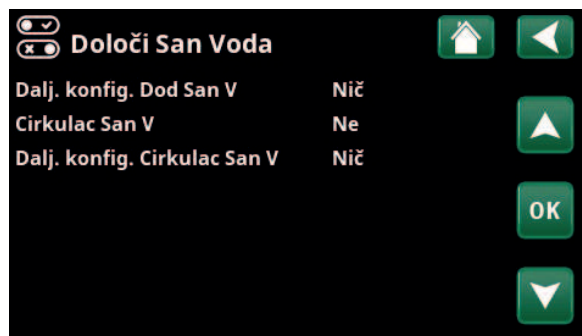 Določi San Voda
Dalj. konfig. Dod San V Nič
Cirkulac San V Ne
Dalj. konfig. Cirkulac San V Nič
OK